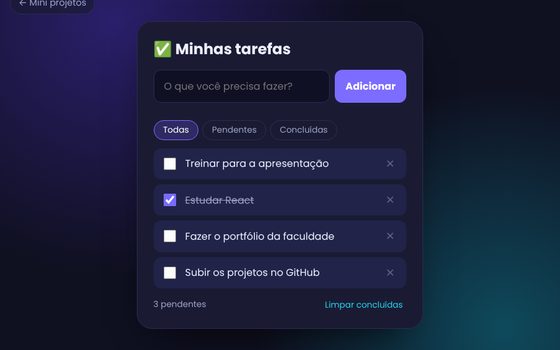 ← Mini projetos
✅ Minhas tarefas
O que você precisa fazer? Adicionar
Todas Pendentes Concluídas
Treinar para a apresentação ×
Estudar React ×
Fazer o portfólio da faculdade ×
Subir os projetos no GitHub ×
3 pendentes Limpar concluídas